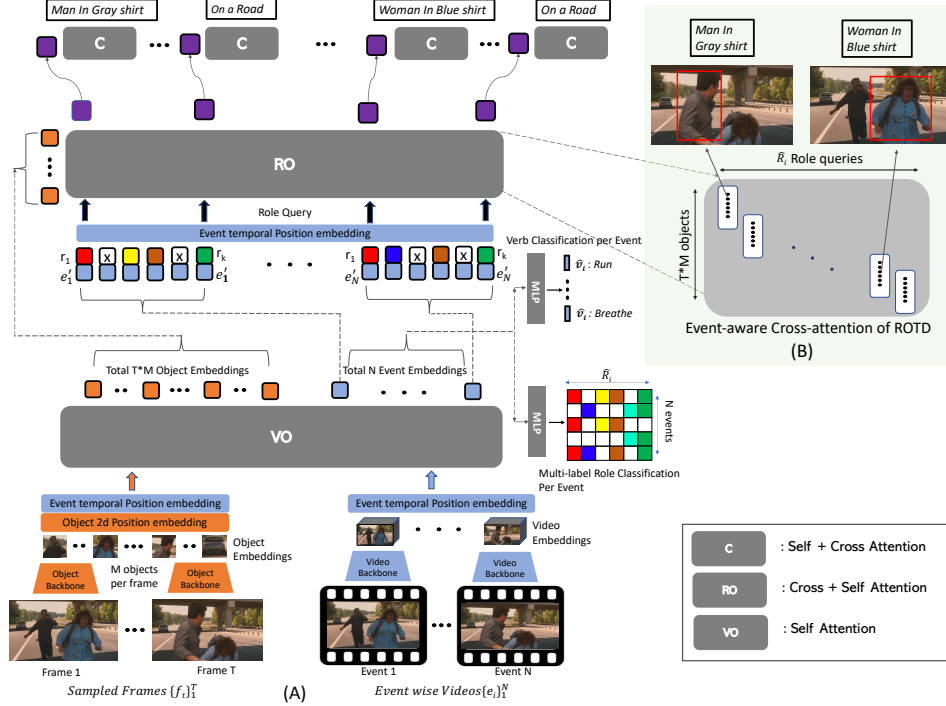 Man In Gray shirt
On a Road
Woman In Blue shirt
On a Road
C
C
C
C
RO
Role Query
Event temporal Position embedding
r1
x
x
rk
r1
x
rk
e′1
e′1
e′N
e′N
Verb Classification per Event
MLP
v̂i : Run
v̂i : Breathe
Total T*M Object Embeddings
Total N Event Embeddings
VO
MLP
R̂i
N events
Multi-label Role Classification
Per Event
Event temporal Position embedding
Object 2d Position embedding
Object
Embeddings
M objects
per frame
Object
Backbone
Object
Backbone
Frame 1
Frame T
Sampled Frames {ft}T1
(A)
Event temporal Position embedding
Video
Embeddings
Video
Backbone
Video
Backbone
Event 1
Event N
Event wise Videos{ei}N1
Man In
Gray shirt
Woman In
Blue shirt
R̂i Role queries
T*M objects
Event-aware Cross-attention of ROTD
(B)
C : Self + Cross Attention
RO : Cross + Self Attention
VO : Self Attention